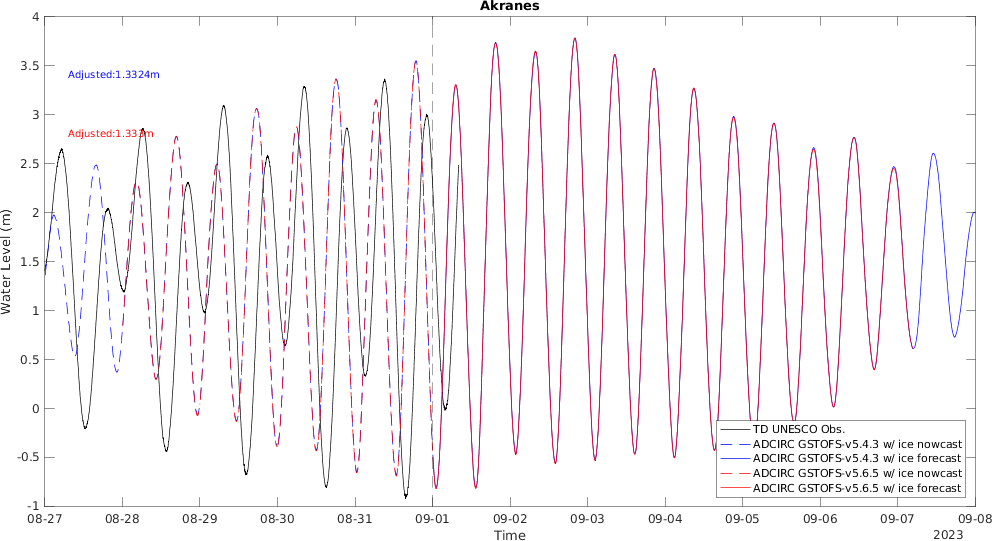 Akranes
4
3.5
3
2.5
2
1.5
1
0.5
0
-0.5
-1
Water Level (m)
Adjusted:1.3324m
08-27
08-28
08-29
08-30
08-31
09-01
09-02
09-03
09-04
09-05
09-06
09-07
09-08
Time
2023
TD UNESCO Obs.
ADCIRC GSTOFS-v5.4.3 w/ ice nowcast
ADCIRC GSTOFS-v5.4.3 w/ ice forecast
ADCIRC GSTOFS-v5.6.5 w/ ice nowcast
ADCIRC GSTOFS-v5.6.5 w/ ice forecast